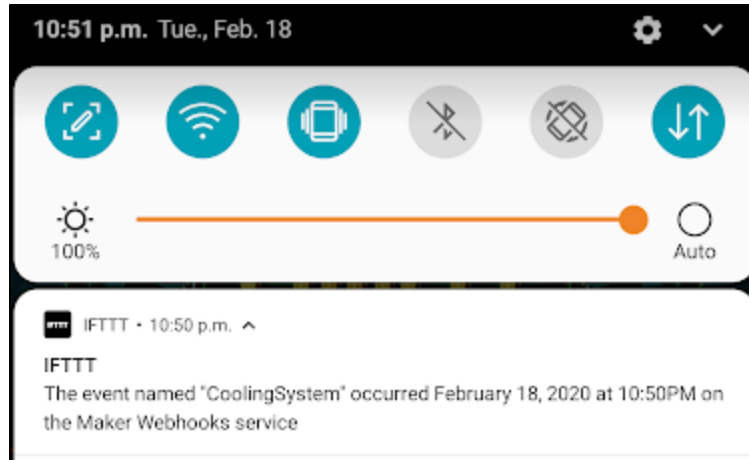 10:51 p.m. Tue., Feb. 18
100%
Auto
IFTTT
IFTTT • 10:50 p.m.
IFTTT
The event named "CoolingSystem" occurred February 18, 2020 at 10:50PM on
the Maker Webhooks service